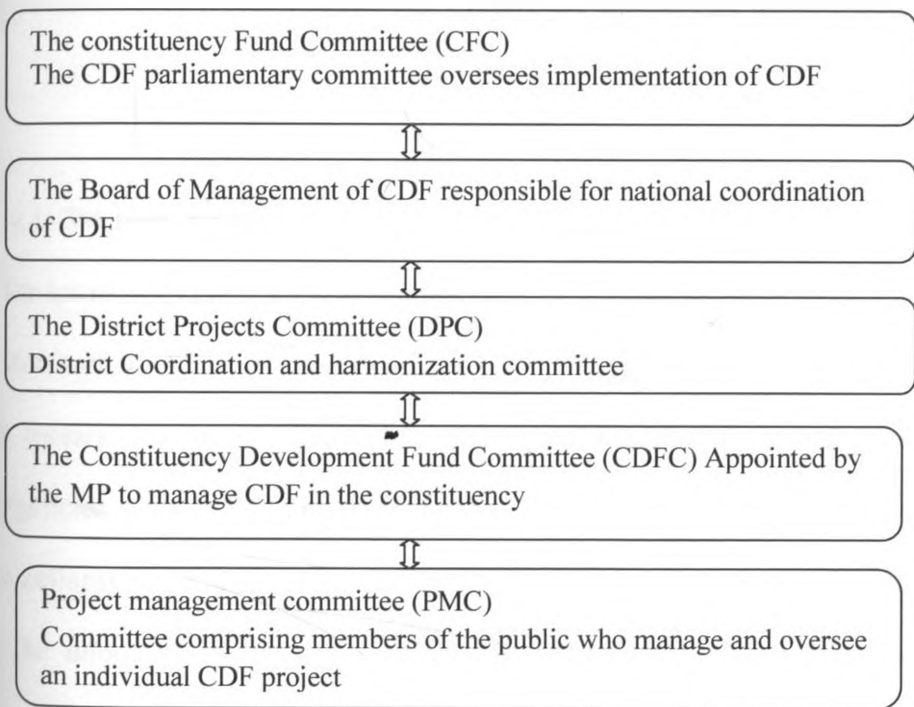 The constituency Fund Committee (CFC)
The CDF parliamentary committee oversees implementation of CDF
The Board of Management of CDF responsible for national coordination
of CDF
The District Projects Committee (DPC)
District Coordination and harmonization committee
The Constituency Development Fund Committee (CDFC) Appointed by
the MP to manage CDF in the constituency
Project management committee (PMC)
Committee comprising members of the public who manage and oversee
an individual CDF project